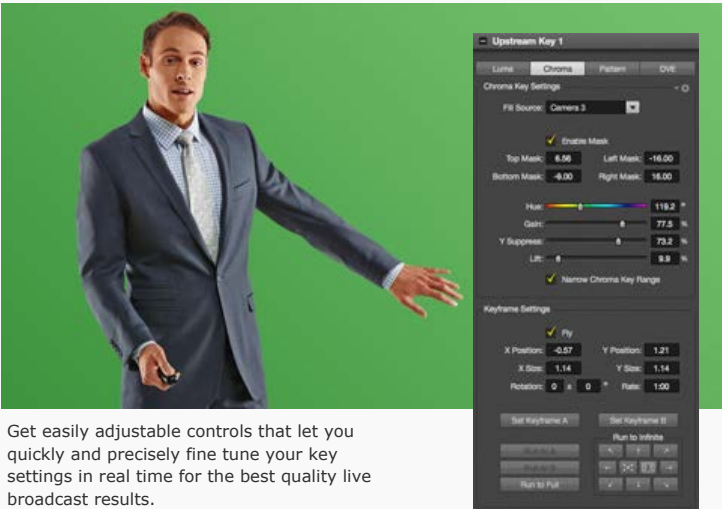 Upstream Key 1
Luma Chroma Pattern DVE
Chroma Key Settings
Fill Source: Camera 3
Enable Mask
Top Mask: 6.56 Left Mask: -16.00
Bottom Mask: -9.00 Right Mask: 16.00
Hue: 119.2 °
Gain: 77.5 %
Y Suppress: 73.2 %
Lift: 9.9 %
Narrow Chroma Key Range
Keyframe Settings
Fly
X Position: -0.57 Y Position: 1.21
X Size: 1.14 Y Size: 1.14
Rotation: 0 x 0 ° Rate: 1:00
Set Keyframe A Set Keyframe B
Run to Infinite
Run to A
Run to B
Run to Full
Get easily adjustable controls that let you
quickly and precisely fine tune your key
settings in real time for the best quality live
broadcast results.